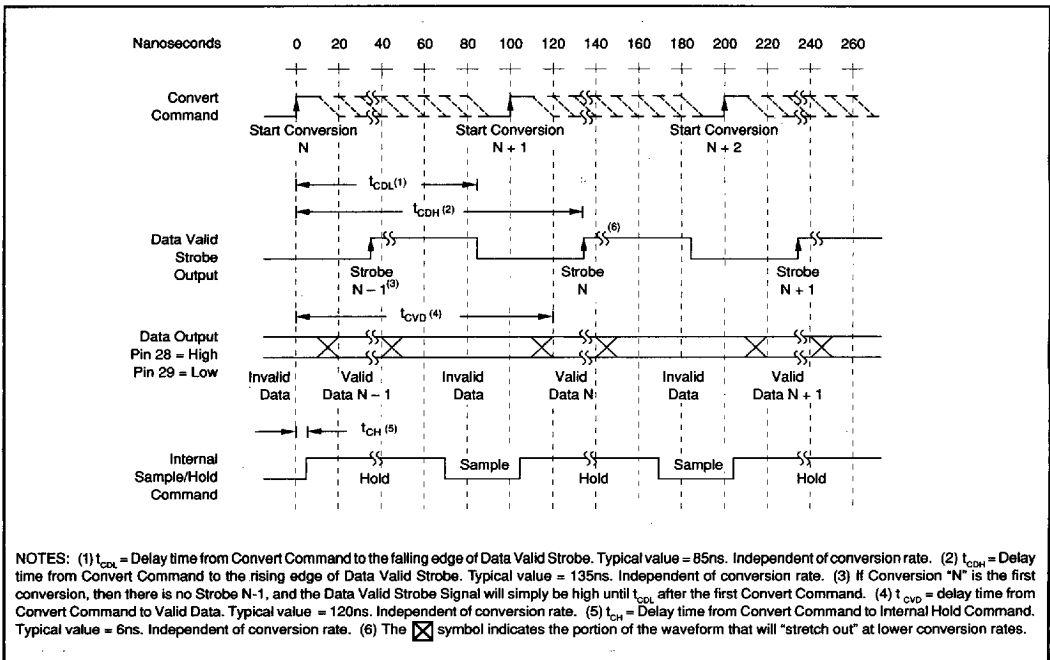 Nanoseconds 0 20 40 60 80 100 120 140 160 180 200 220 240 260
Convert
Command
Start Conversion
N
Start Conversion
N + 1
Start Conversion
N + 2
tCDL(1)
tCDH(2)
(6)
Data Valid
Strobe
Output
Strobe
N – 1(3)
Strobe
N
Strobe
N + 1
tCVD(4)
Data Output
Pin 28 = High
Pin 29 = Low
Invalid
Data
Valid
Data N – 1
Invalid
Data
Valid
Data N
Invalid
Data
Valid
Data N + 1
tCH(5)
Internal
Sample/Hold
Command
Hold
Sample
Hold
Sample
Hold
NOTES: (1) tCDL = Delay time from Convert Command to the falling edge of Data Valid Strobe. Typical value = 85ns. Independent of conversion rate. (2) tCDH = Delay
time from Convert Command to the rising edge of Data Valid Strobe. Typical value = 135ns. Independent of conversion rate. (3) If Conversion "N" is the first
conversion, then there is no Strobe N-1, and the Data Valid Strobe Signal will simply be high until tCDL after the first Convert Command. (4) tCVD = delay time from
Convert Command to Valid Data. Typical value = 120ns. Independent of conversion rate. (5) tCH = Delay time from Convert Command to Internal Hold Command.
Typical value = 6ns. Independent of conversion rate. (6) The symbol indicates the portion of the waveform that will "stretch out" at lower conversion rates.